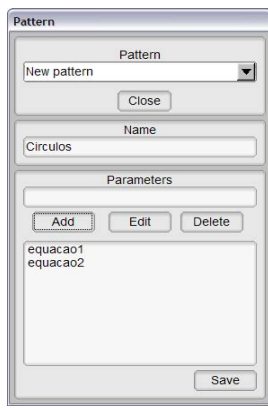 Pattern
Pattern
New pattern
Close
Name
Circulos
Parameters
Add Edit Delete
equacao1
equacao2
Save